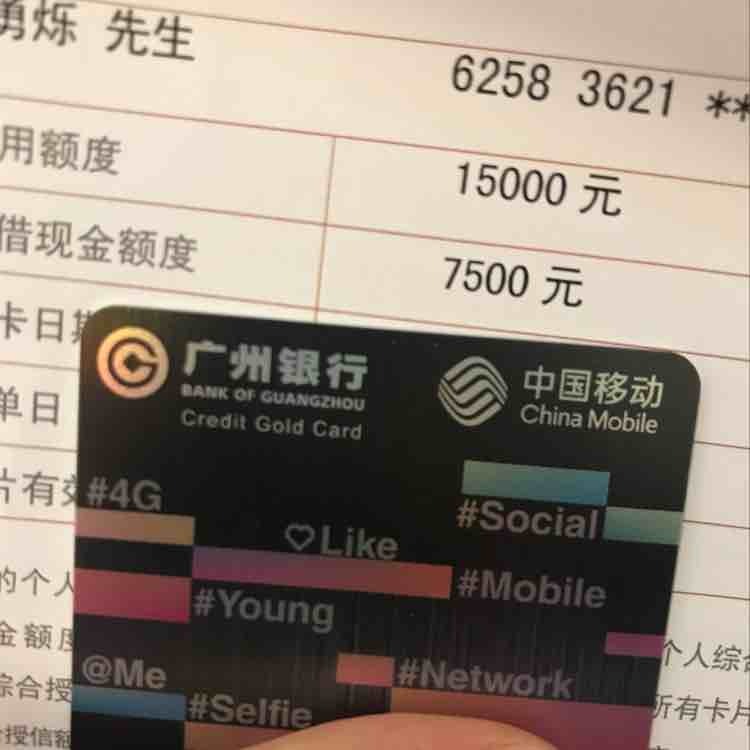 勇烁 先生
6258 3621 **
用额度
15000 元
借现金额度
7500 元
卡日期
广州银行
BANK OF GUANGZHOU
Credit Gold Card
中国移动
China Mobile
单日
片有效
#4G
#Social
♡Like
#Mobile
的个人
#Young
金额度
个人综合
@Me
#Network
综合授
#Selfie
所有卡片
合授信额